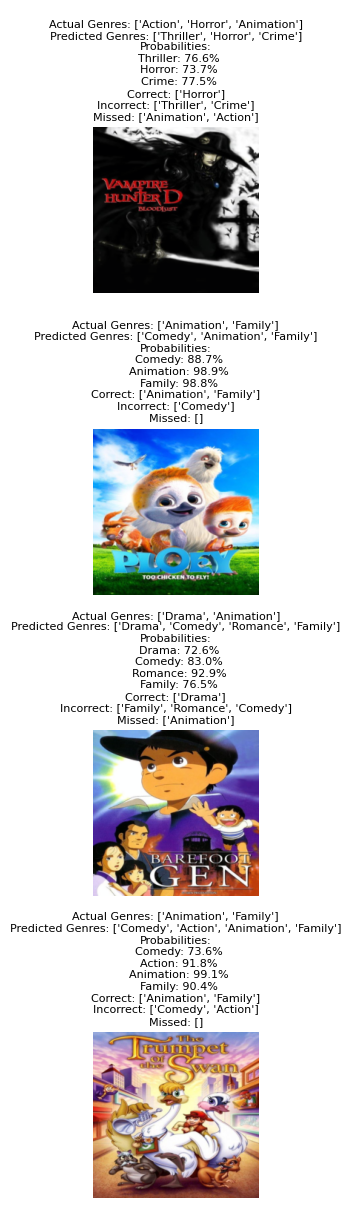 Actual Genres: ['Action', 'Horror', 'Animation']
Predicted Genres: ['Thriller', 'Horror', 'Crime']
Probabilities:
Thriller: 76.6%
Horror: 73.7%
Crime: 77.5%
Correct: ['Horror']
Incorrect: ['Thriller', 'Crime']
Missed: ['Animation', 'Action']
VAMPIRE
HUNTER D
BLOODLUST
Actual Genres: ['Animation', 'Family']
Predicted Genres: ['Comedy', 'Animation', 'Family']
Probabilities:
Comedy: 88.7%
Animation: 98.9%
Family: 98.8%
Correct: ['Animation', 'Family']
Incorrect: ['Comedy']
Missed: []
PLOEY
TOO CHICKEN TO FLY!
Actual Genres: ['Drama', 'Animation']
Predicted Genres: ['Drama', 'Comedy', 'Romance', 'Family']
Probabilities:
Drama: 72.6%
Comedy: 83.0%
Romance: 92.9%
Family: 76.5%
Correct: ['Drama']
Incorrect: ['Family', 'Romance', 'Comedy']
Missed: ['Animation']
BAREFOOT
GEN
Actual Genres: ['Animation', 'Family']
Predicted Genres: ['Comedy', 'Action', 'Animation', 'Family']
Probabilities:
Comedy: 73.6%
Action: 91.8%
Animation: 99.1%
Family: 90.4%
Correct: ['Animation', 'Family']
Incorrect: ['Comedy', 'Action']
Missed: []
The
Trumpet
of the
Swan